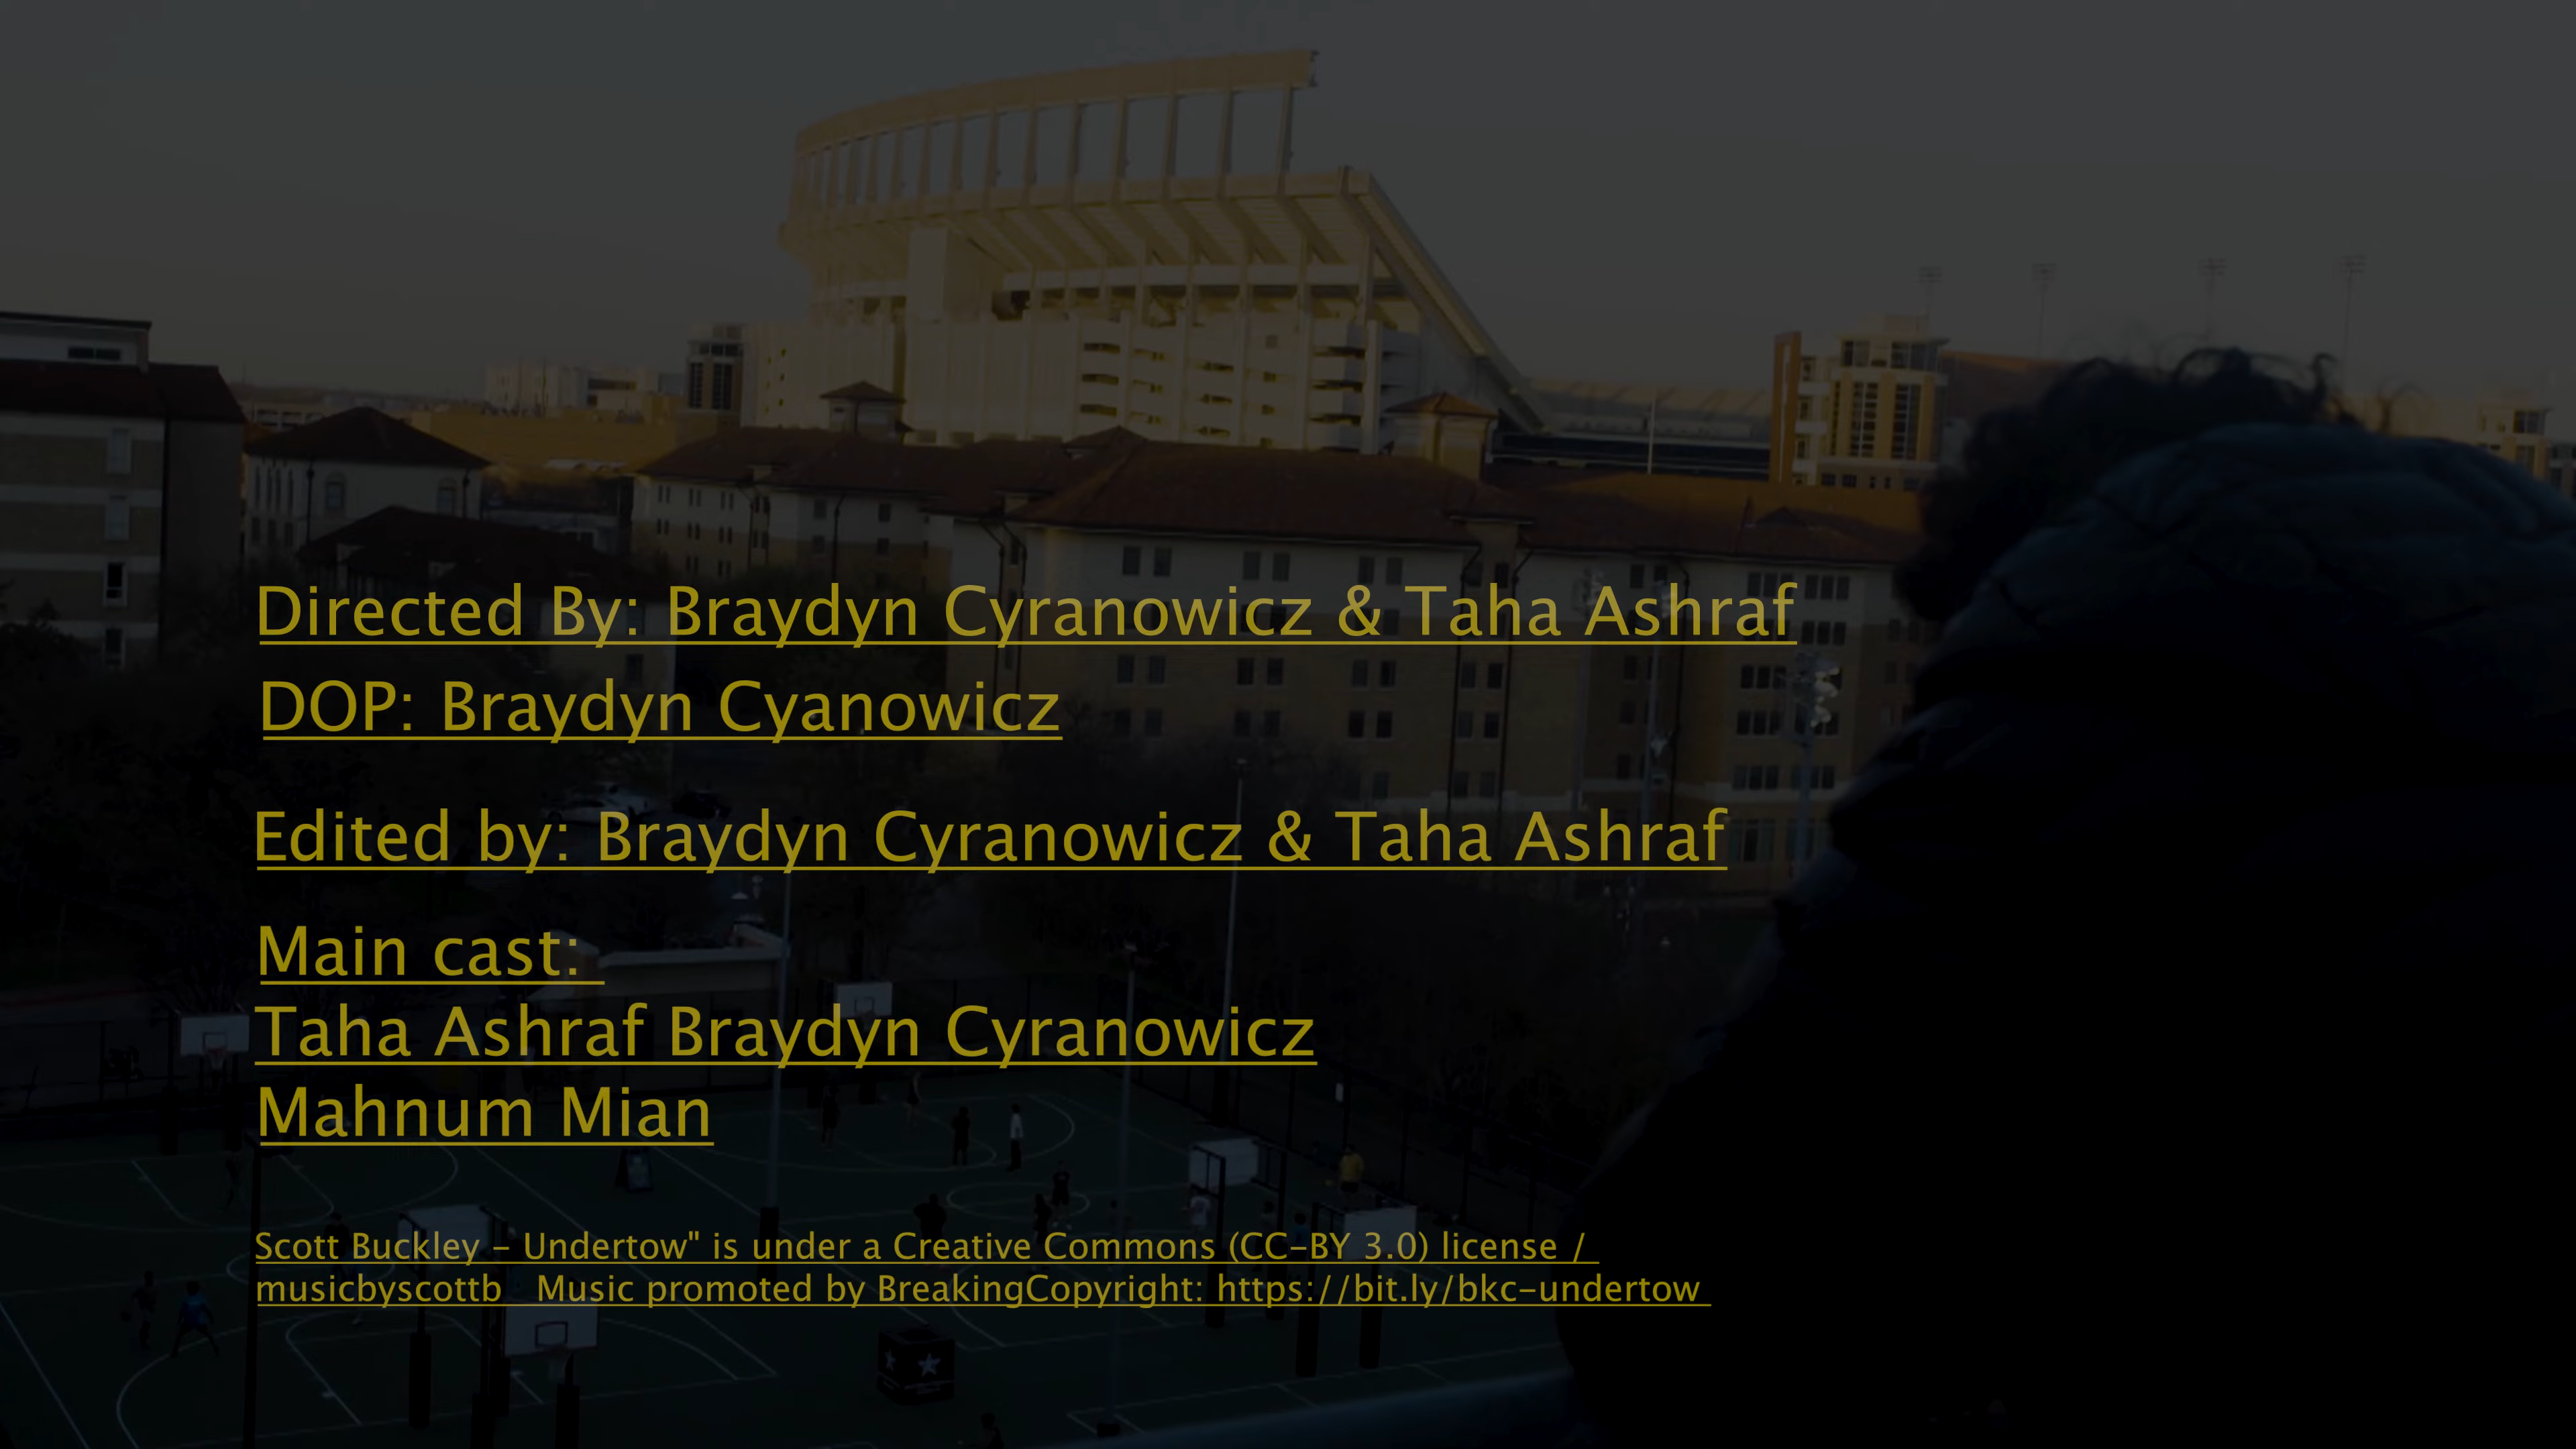 Directed By: Braydyn Cyranowicz & Taha Ashraf
DOP: Braydyn Cyanowicz
Edited by: Braydyn Cyranowicz & Taha Ashraf
Main cast:
Taha Ashraf Braydyn Cyranowicz
Mahnum Mian
Scott Buckley - Undertow" is under a Creative Commons (CC-BY 3.0) license /
musicbyscottb   Music promoted by BreakingCopyright: https://bit.ly/bkc-undertow